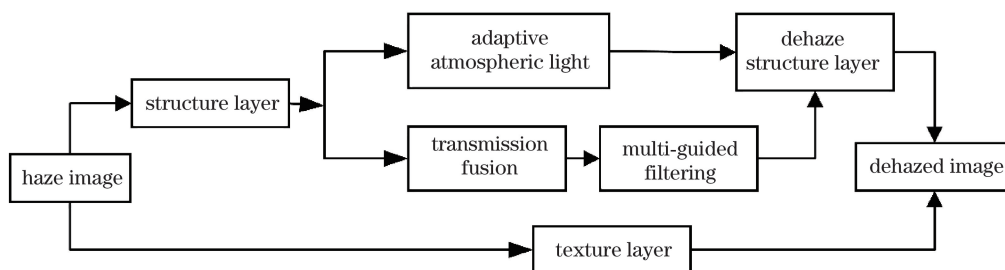 haze image
structure layer
adaptive
atmospheric light
transmission
fusion
multi-guided
filtering
dehaze
structure layer
texture layer
dehazed image